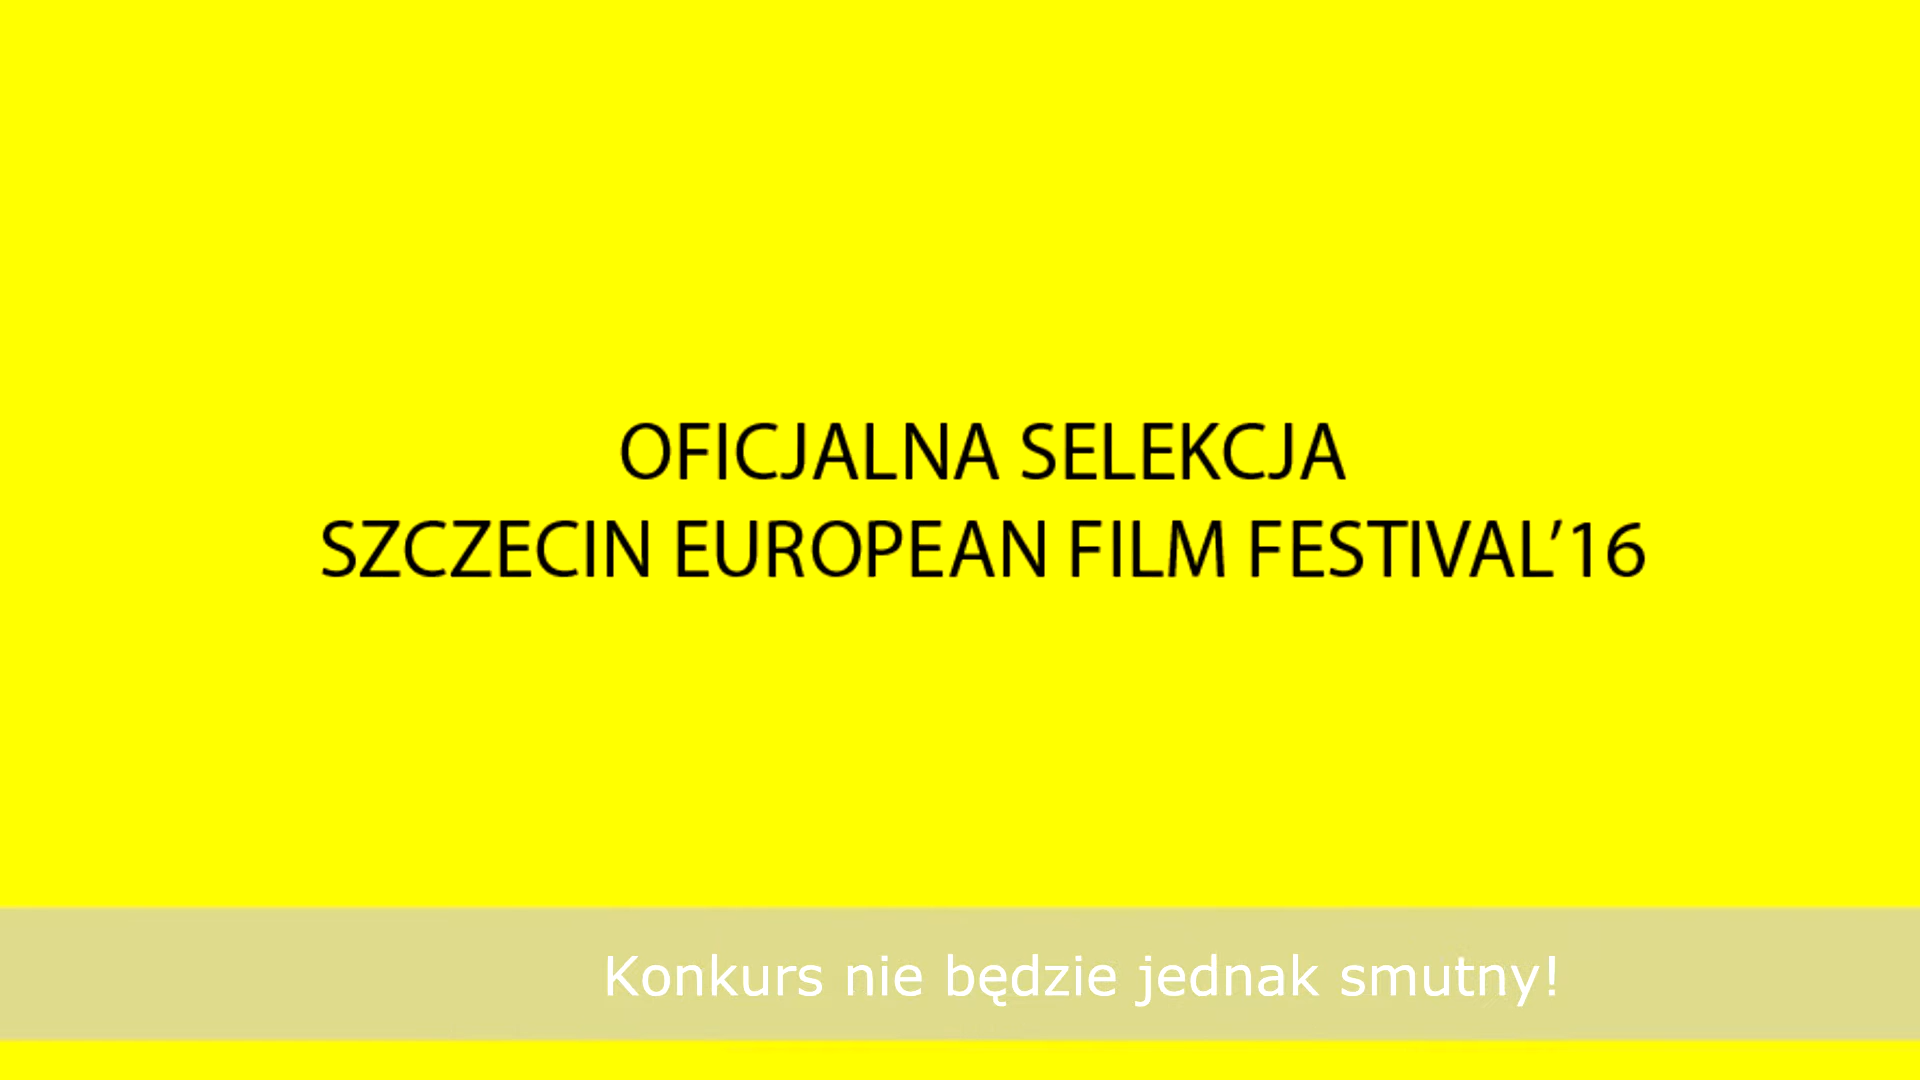 OFICJALNA SELEKCJA
SZCZECIN EUROPEAN FILM FESTIVAL’16
Konkurs nie będzie jednak smutny!